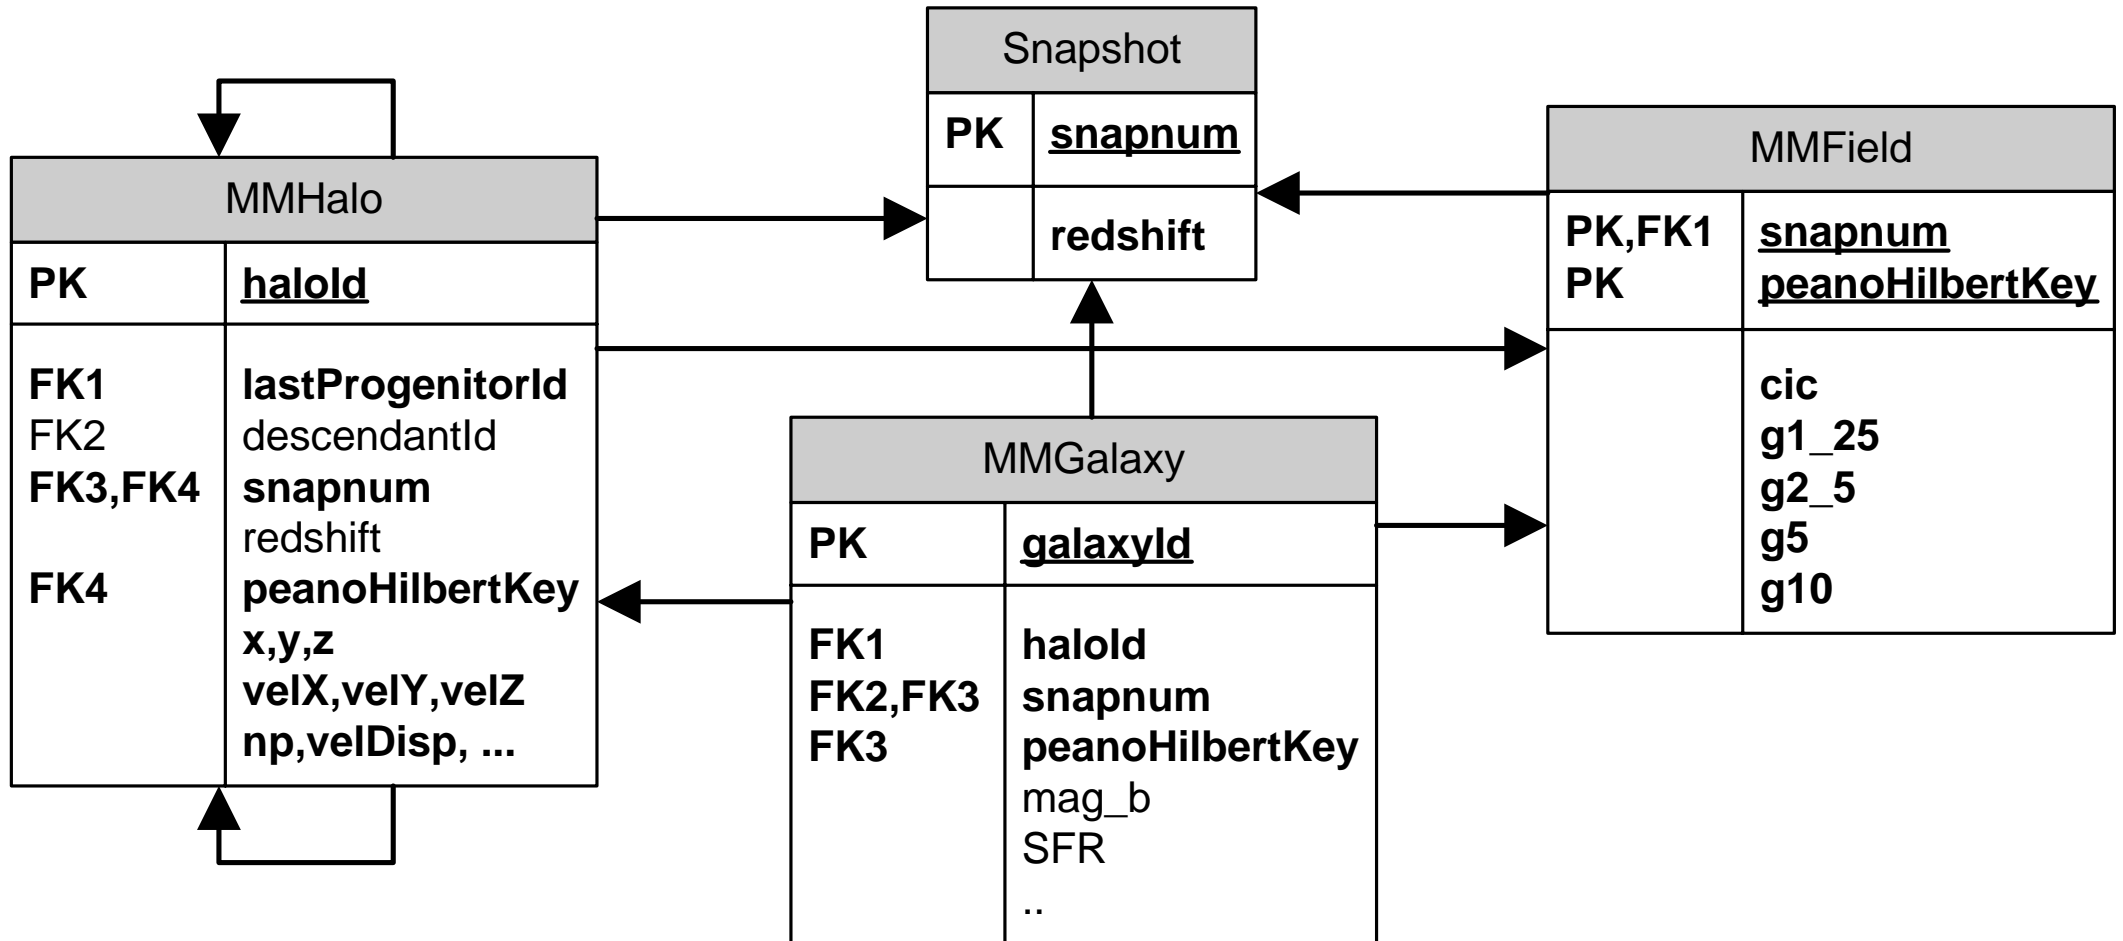 Snapshot
PK snapnum
redshift
MMHalo
PK haloId
FK1 lastProgenitorId
FK2 descendantId
FK3,FK4 snapnum
redshift
FK4 peanoHilbertKey
x,y,z
velX,velY,velZ
np,velDisp, ...
MMGalaxy
PK galaxyId
FK1 haloId
FK2,FK3 snapnum
FK3 peanoHilbertKey
mag_b
SFR
..
MMField
PK,FK1 snapnum
PK peanoHilbertKey
cic
g1_25
g2_5
g5
g10